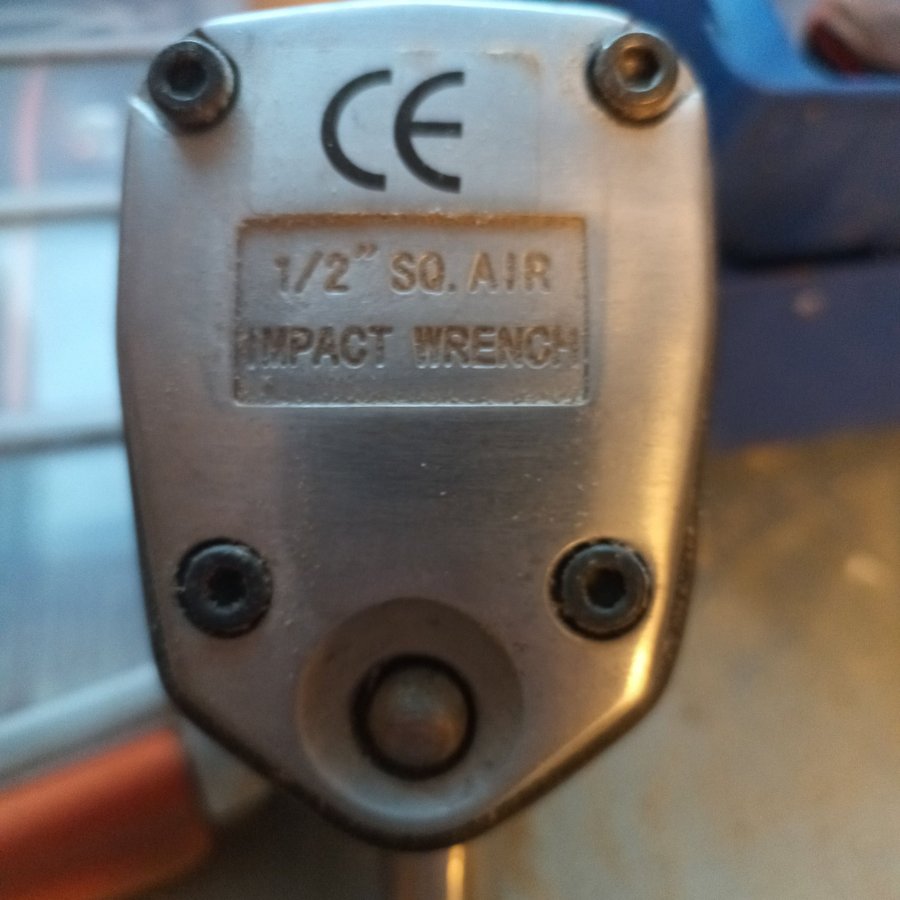 CE
1/2" SQ. AIR
IMPACT WRENCH